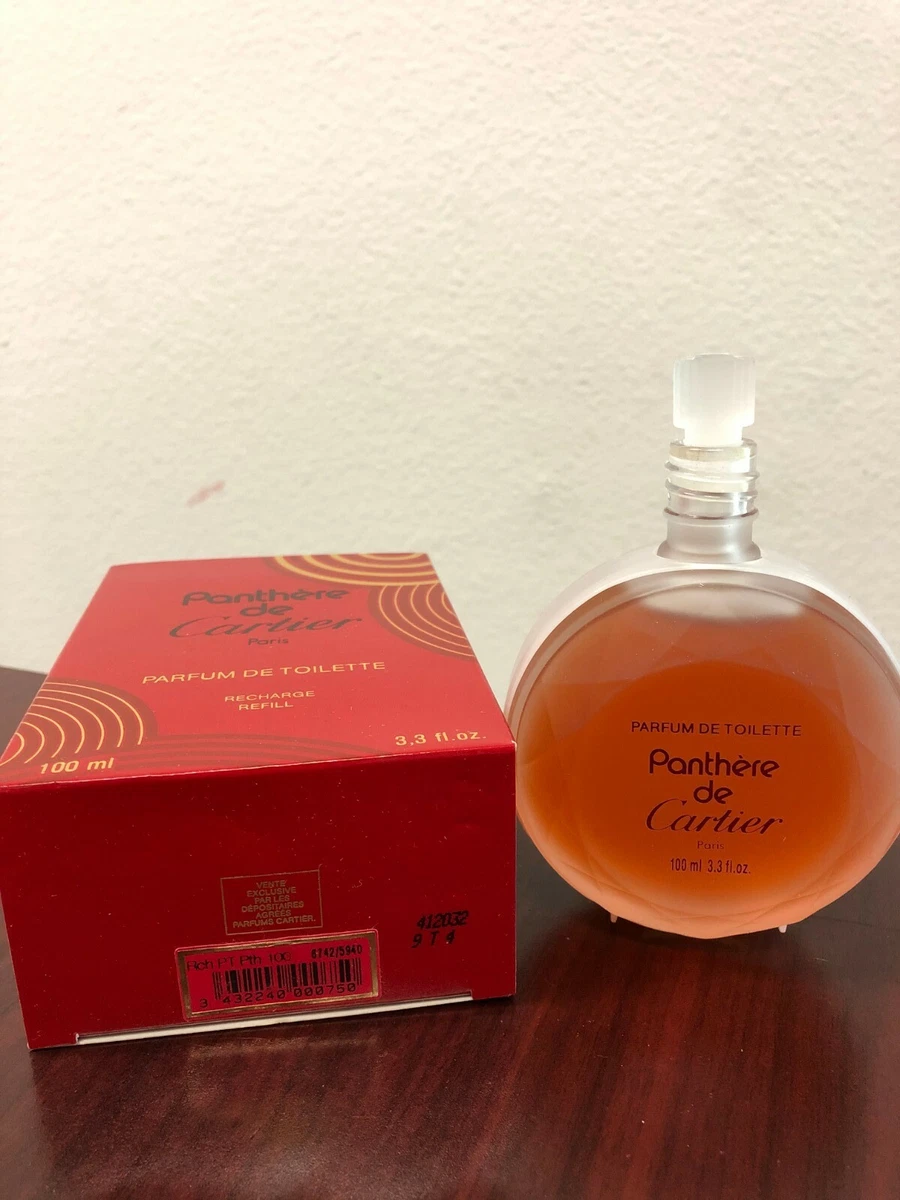 Panthère
de
Cartier
Paris
PARFUM DE TOILETTE
RECHARGE
REFILL
100 ml
3,3 fl.oz.
VENTE
EXCLUSIVE
PAR LES
DÉPOSITAIRES
AGRÉÉS
PARFUMS CARTIER.
412032
9 T 4
Rch PT Pth 100 6742/5940
3 432240 000750
PARFUM DE TOILETTE
Panthère
de
Cartier
Paris
100 ml 3.3 fl.oz.